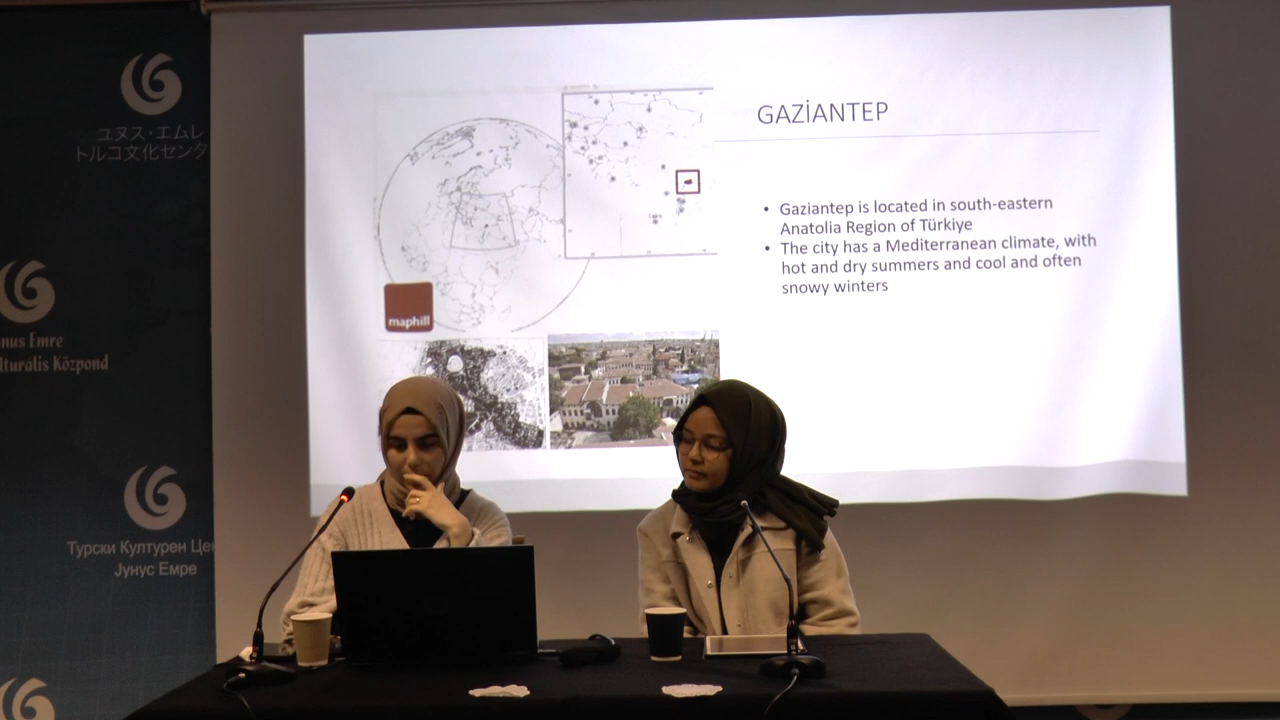 ユヌス・エムレ
トルコ文化センタ
nus Emre
lturális Központ
Турски Културен Це
Јунус Емре
GAZİANTEP
• Gaziantep is located in south-eastern
Anatolia Region of Türkiye
• The city has a Mediterranean climate, with
hot and dry summers and cool and often
snowy winters
maphill